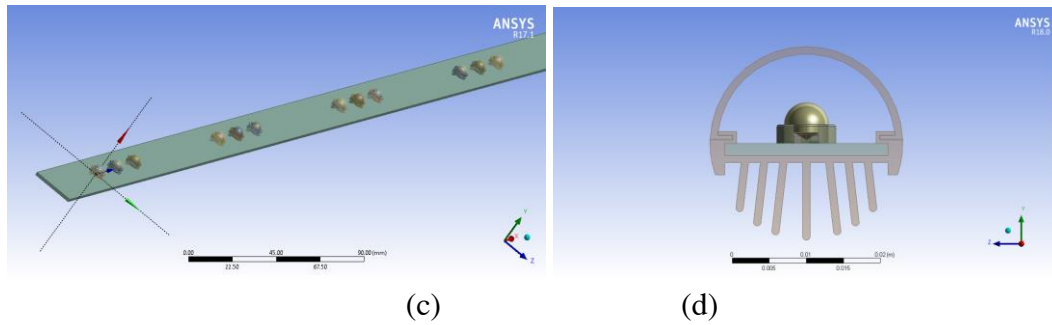 ANSYS
R17.1
0.00
45.00
90.00 (mm)
22.50
67.50
Y
X
Z
ANSYS
R18.0
0
0.01
0.02 (m)
0.005
0.015
Y
Z
(c)
(d)